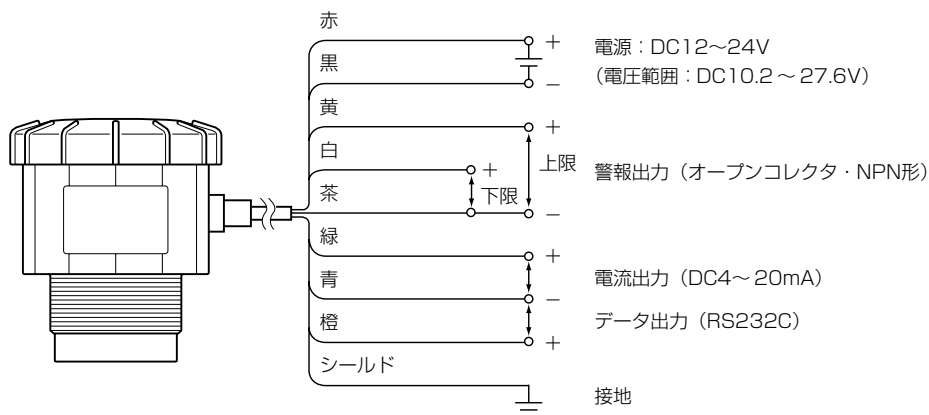 赤
+
電源：DC12～24V
黒
（電圧範囲：DC10.2 ～ 27.6V）
−
黄
+
白
上限
警報出力（オープンコレクタ・NPN形）
+
茶
下限
−
緑
+
電流出力（DC4～ 20mA）
青
−
データ出力（RS232C）
橙
+
シールド
接地